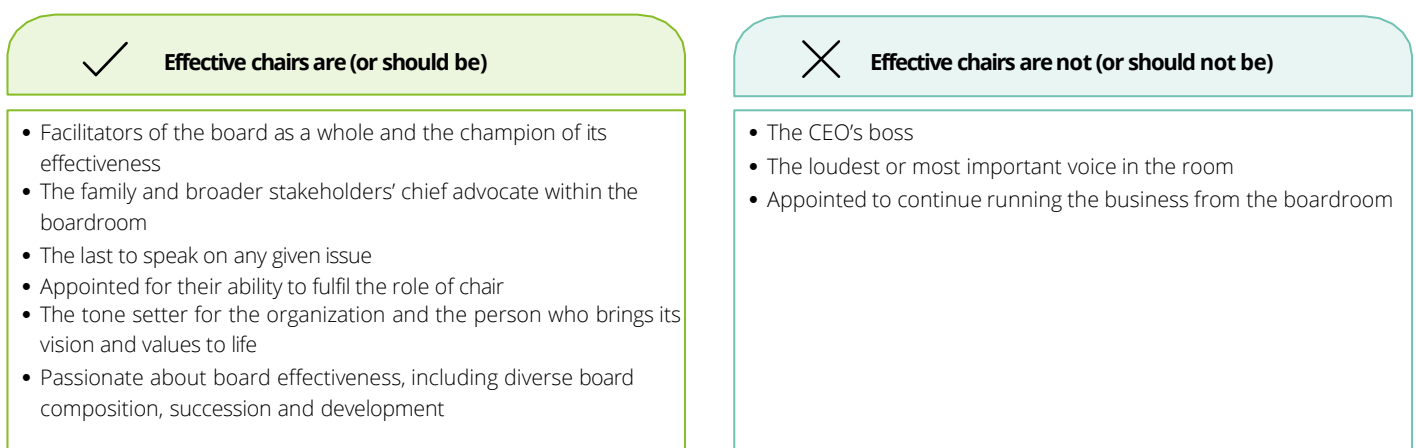 Effective chairs are (or should be)
• Facilitators of the board as a whole and the champion of its
effectiveness
• The family and broader stakeholders’ chief advocate within the
boardroom
• The last to speak on any given issue
• Appointed for their ability to fulfil the role of chair
• The tone setter for the organization and the person who brings its
vision and values to life
• Passionate about board effectiveness, including diverse board
composition, succession and development
Effective chairs are not (or should not be)
• The CEO’s boss
• The loudest or most important voice in the room
• Appointed to continue running the business from the boardroom